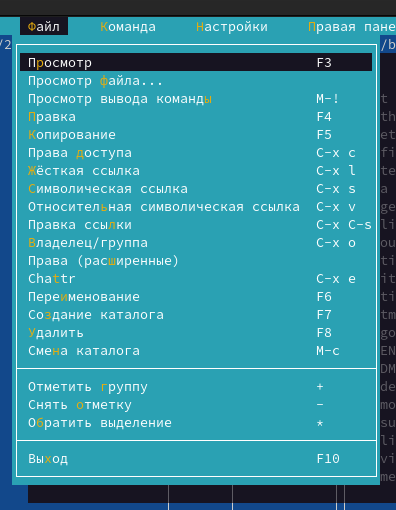 Файл Команда Настройки Правая пане
/2 /b
Просмотр F3
Просмотр файла...
Просмотр вывода команды M-!
Правка F4
Копирование F5
Права доступа C-x c
Жёсткая ссылка C-x l
Символическая ссылка C-x s
Относительная символическая ссылка C-x v
Правка ссылки C-x C-s
Владелец/группа C-x o
Права (расширенные)
Chattr C-x e
Переименование F6
Создание каталога F7
Удалить F8
Смена каталога M-c
Отметить группу +
Снять отметку -
Обратить выделение *
Выход F10